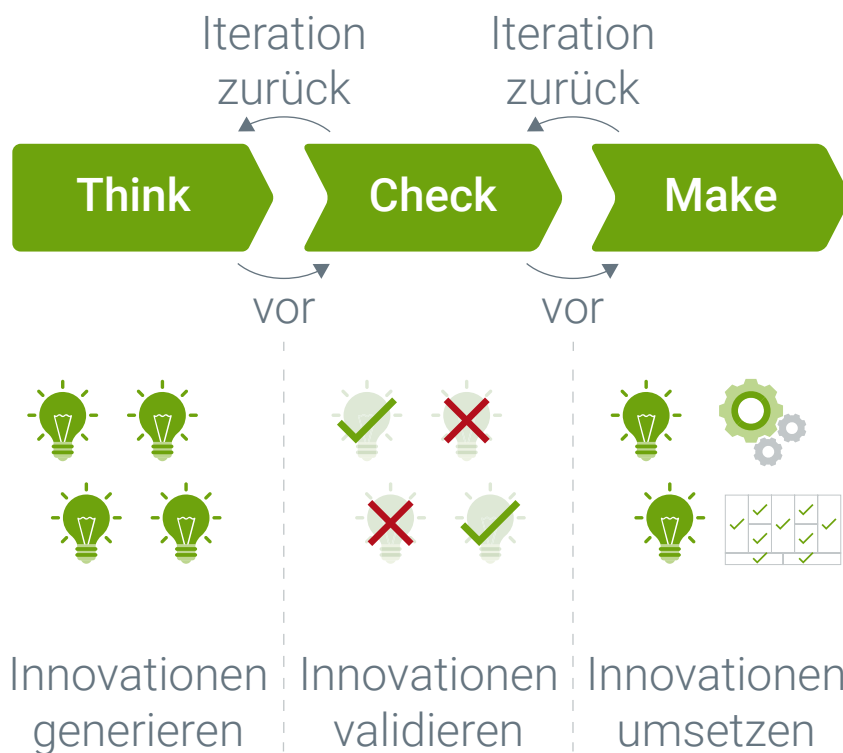 Iteration
zurück
Iteration
zurück
Think
Check
Make
vor
vor
Innovationen
generieren
Innovationen
validieren
Innovationen
umsetzen